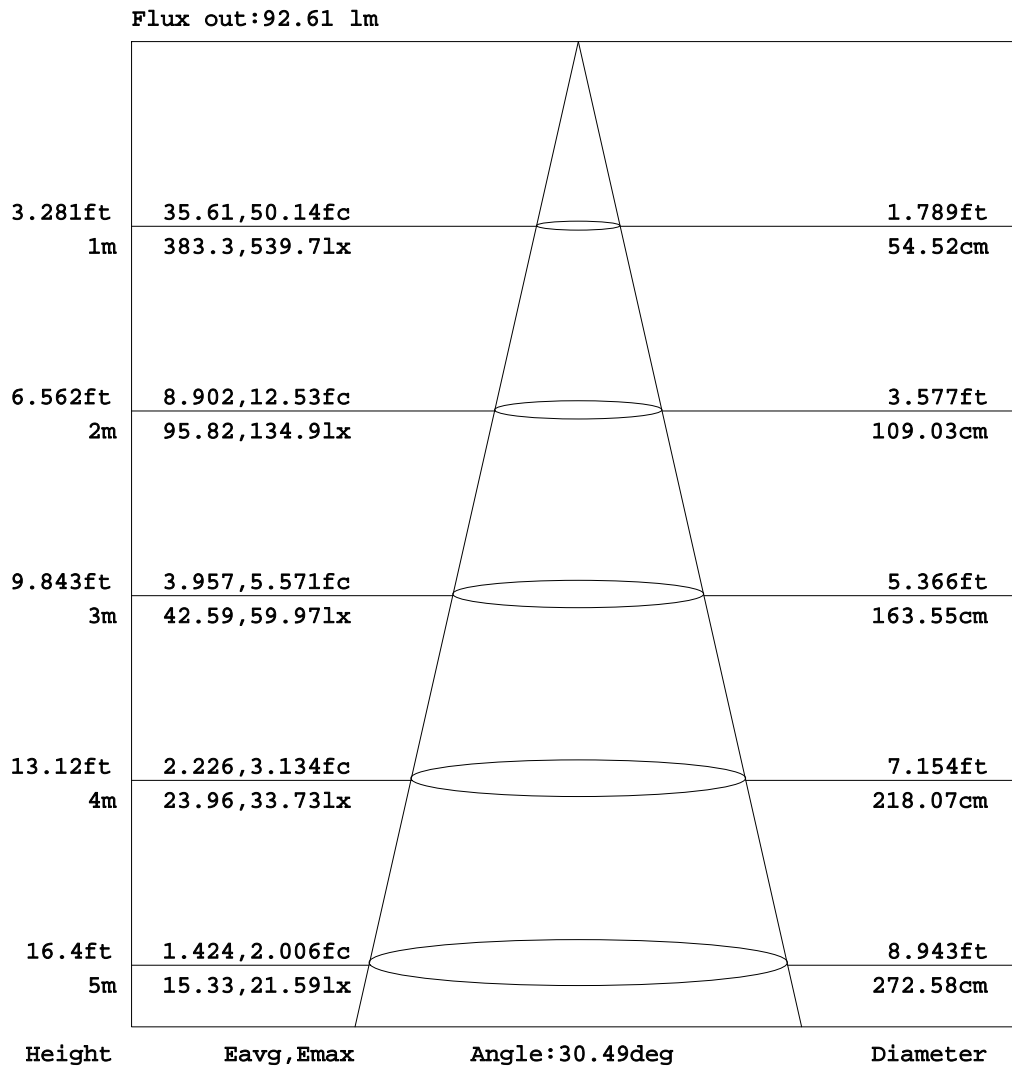 Flux out:92.61 lm
3.281ft 35.61,50.14fc 1.789ft
1m 383.3,539.7lx 54.52cm
6.562ft 8.902,12.53fc 3.577ft
2m 95.82,134.9lx 109.03cm
9.843ft 3.957,5.571fc 5.366ft
3m 42.59,59.97lx 163.55cm
13.12ft 2.226,3.134fc 7.154ft
4m 23.96,33.73lx 218.07cm
16.4ft 1.424,2.006fc 8.943ft
5m 15.33,21.59lx 272.58cm
Height Eavg,Emax Angle:30.49deg Diameter